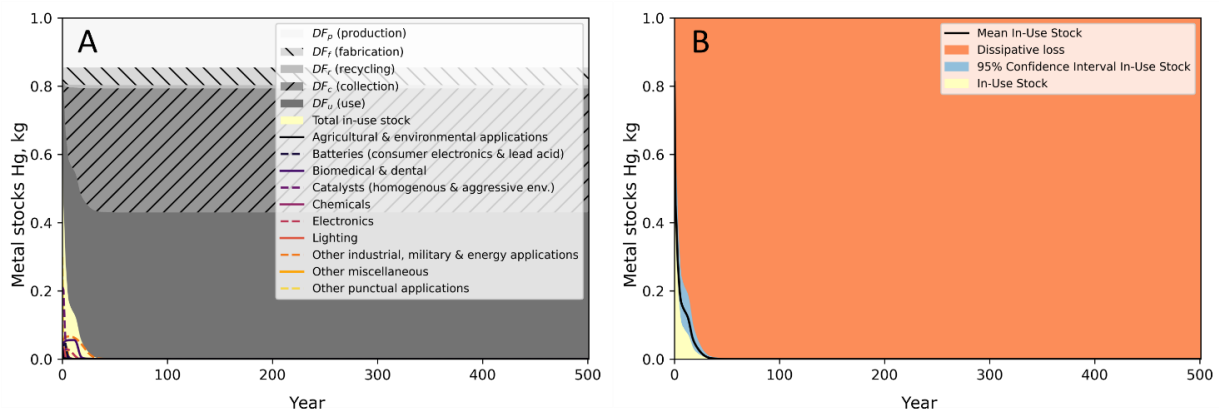 A
Metal stocks Hg, kg
1.0
0.8
0.6
0.4
0.2
0.0
DF_p (production)
DF_f (fabrication)
DF_r (recycling)
DF_c (collection)
DF_u (use)
Total in-use stock
Agricultural & environmental applications
Batteries (consumer electronics & lead acid)
Biomedical & dental
Catalysts (homogenous & aggressive env.)
Chemicals
Electronics
Lighting
Other industrial, military & energy applications
Other miscellaneous
Other punctual applications
0 100 200 300 400 500
Year
B
Metal stocks Hg, kg
1.0
0.8
0.6
0.4
0.2
0.0
Mean In-Use Stock
Dissipative loss
95% Confidence Interval In-Use Stock
In-Use Stock
0 100 200 300 400 500
Year